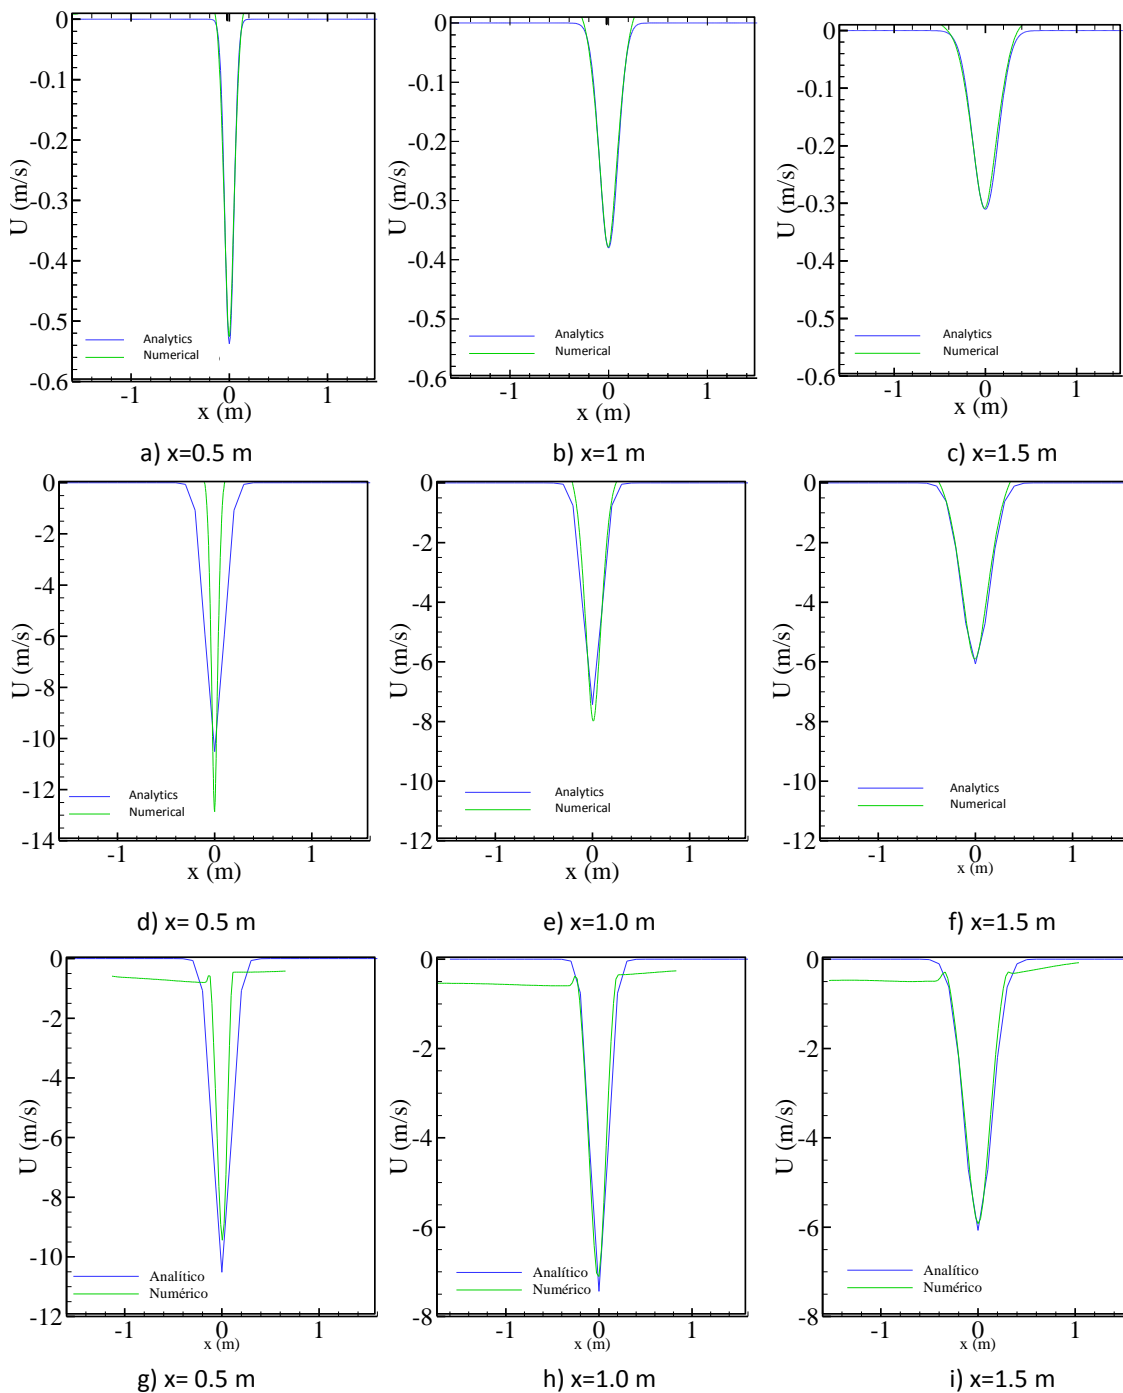 0
-0.1
-0.2
-0.3
-0.4
-0.5
-0.6
U (m/s)
Analytics
Numerical
-1 0 1
x (m)
a) x=0.5 m
0
-0.1
-0.2
-0.3
-0.4
-0.5
-0.6
U (m/s)
Analytics
Numerical
-1 0 1
x (m)
b) x=1 m
0
-0.1
-0.2
-0.3
-0.4
-0.5
-0.6
U (m/s)
Analytics
Numerical
-1 0 1
x (m)
c) x=1.5 m
0
-2
-4
-6
-8
-10
-12
-14
U (m/s)
Analytics
Numerical
-1 0 1
x (m)
d) x= 0.5 m
0
-2
-4
-6
-8
-10
-12
U (m/s)
Analytics
Numerical
-1 0 1
x (m)
e) x=1.0 m
0
-2
-4
-6
-8
-10
-12
U (m/s)
Analytics
Numerical
-1 0 1
x (m)
f) x=1.5 m
0
-2
-4
-6
-8
-10
-12
U (m/s)
Analítico
Numérico
-1 0 1
x (m)
g) x= 0.5 m
0
-2
-4
-6
-8
U (m/s)
Analítico
Numérico
-1 0 1
x (m)
h) x=1.0 m
0
-2
-4
-6
-8
U (m/s)
Analítico
Numérico
-1 0 1
x (m)
i) x=1.5 m